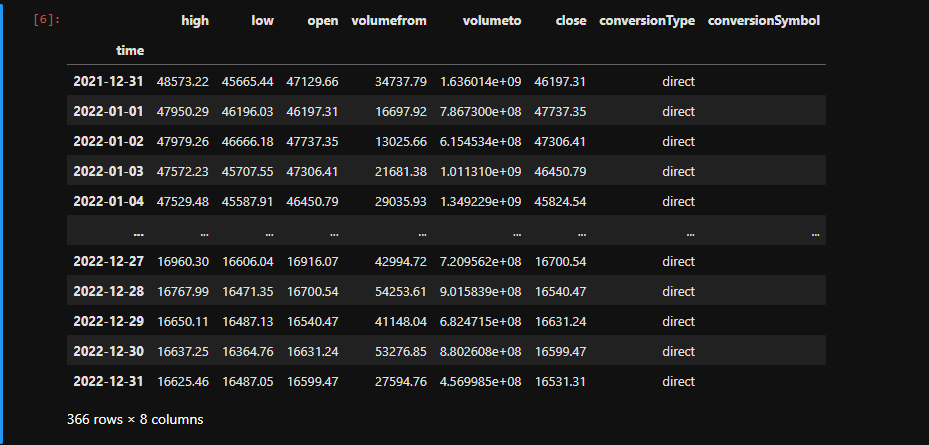 [6]: high low open volumefrom volumeto close conversionType conversionSymbol
time
2021-12-31 48573.22 45665.44 47129.66 34737.79 1.636014e+09 46197.31 direct
2022-01-01 47950.29 46196.03 46197.31 16697.92 7.867300e+08 47737.35 direct
2022-01-02 47979.26 46666.18 47737.35 13025.66 6.154534e+08 47306.41 direct
2022-01-03 47572.23 45707.55 47306.41 21681.38 1.011310e+09 46450.79 direct
2022-01-04 47529.48 45587.91 46450.79 29035.93 1.349229e+09 45824.54 direct
... ... ... ... ... ... ... ... ...
2022-12-27 16960.30 16606.04 16916.07 42994.72 7.209562e+08 16700.54 direct
2022-12-28 16767.99 16471.35 16700.54 54253.61 9.015839e+08 16540.47 direct
2022-12-29 16650.11 16487.13 16540.47 41148.04 6.824715e+08 16631.24 direct
2022-12-30 16637.25 16364.76 16631.24 53276.85 8.802608e+08 16599.47 direct
2022-12-31 16625.46 16487.05 16599.47 27594.76 4.569985e+08 16531.31 direct
366 rows × 8 columns